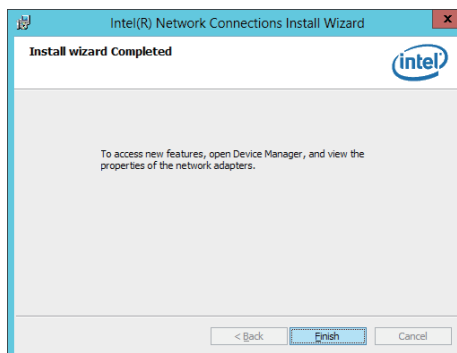 Intel(R) Network Connections Install Wizard
x
Install wizard Completed
intel
To access new features, open Device Manager, and view the
properties of the network adapters.
< Back Finish Cancel